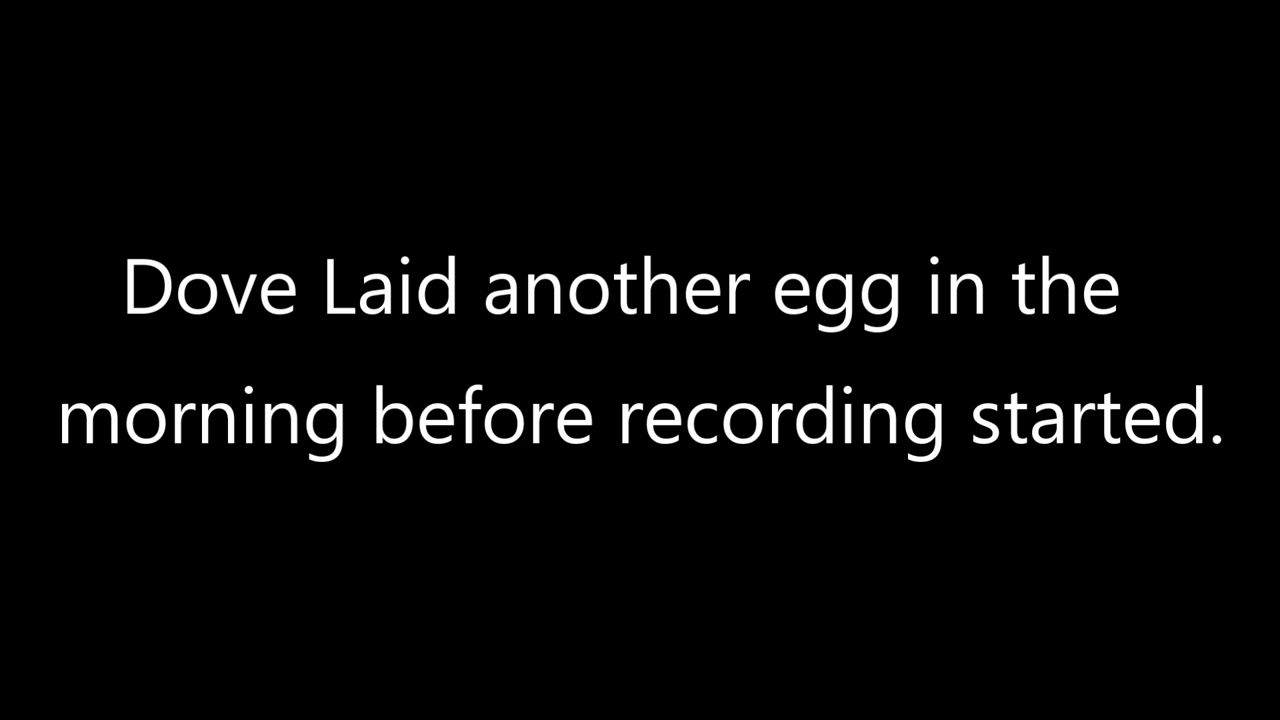 Dove Laid another egg in the
morning before recording started.